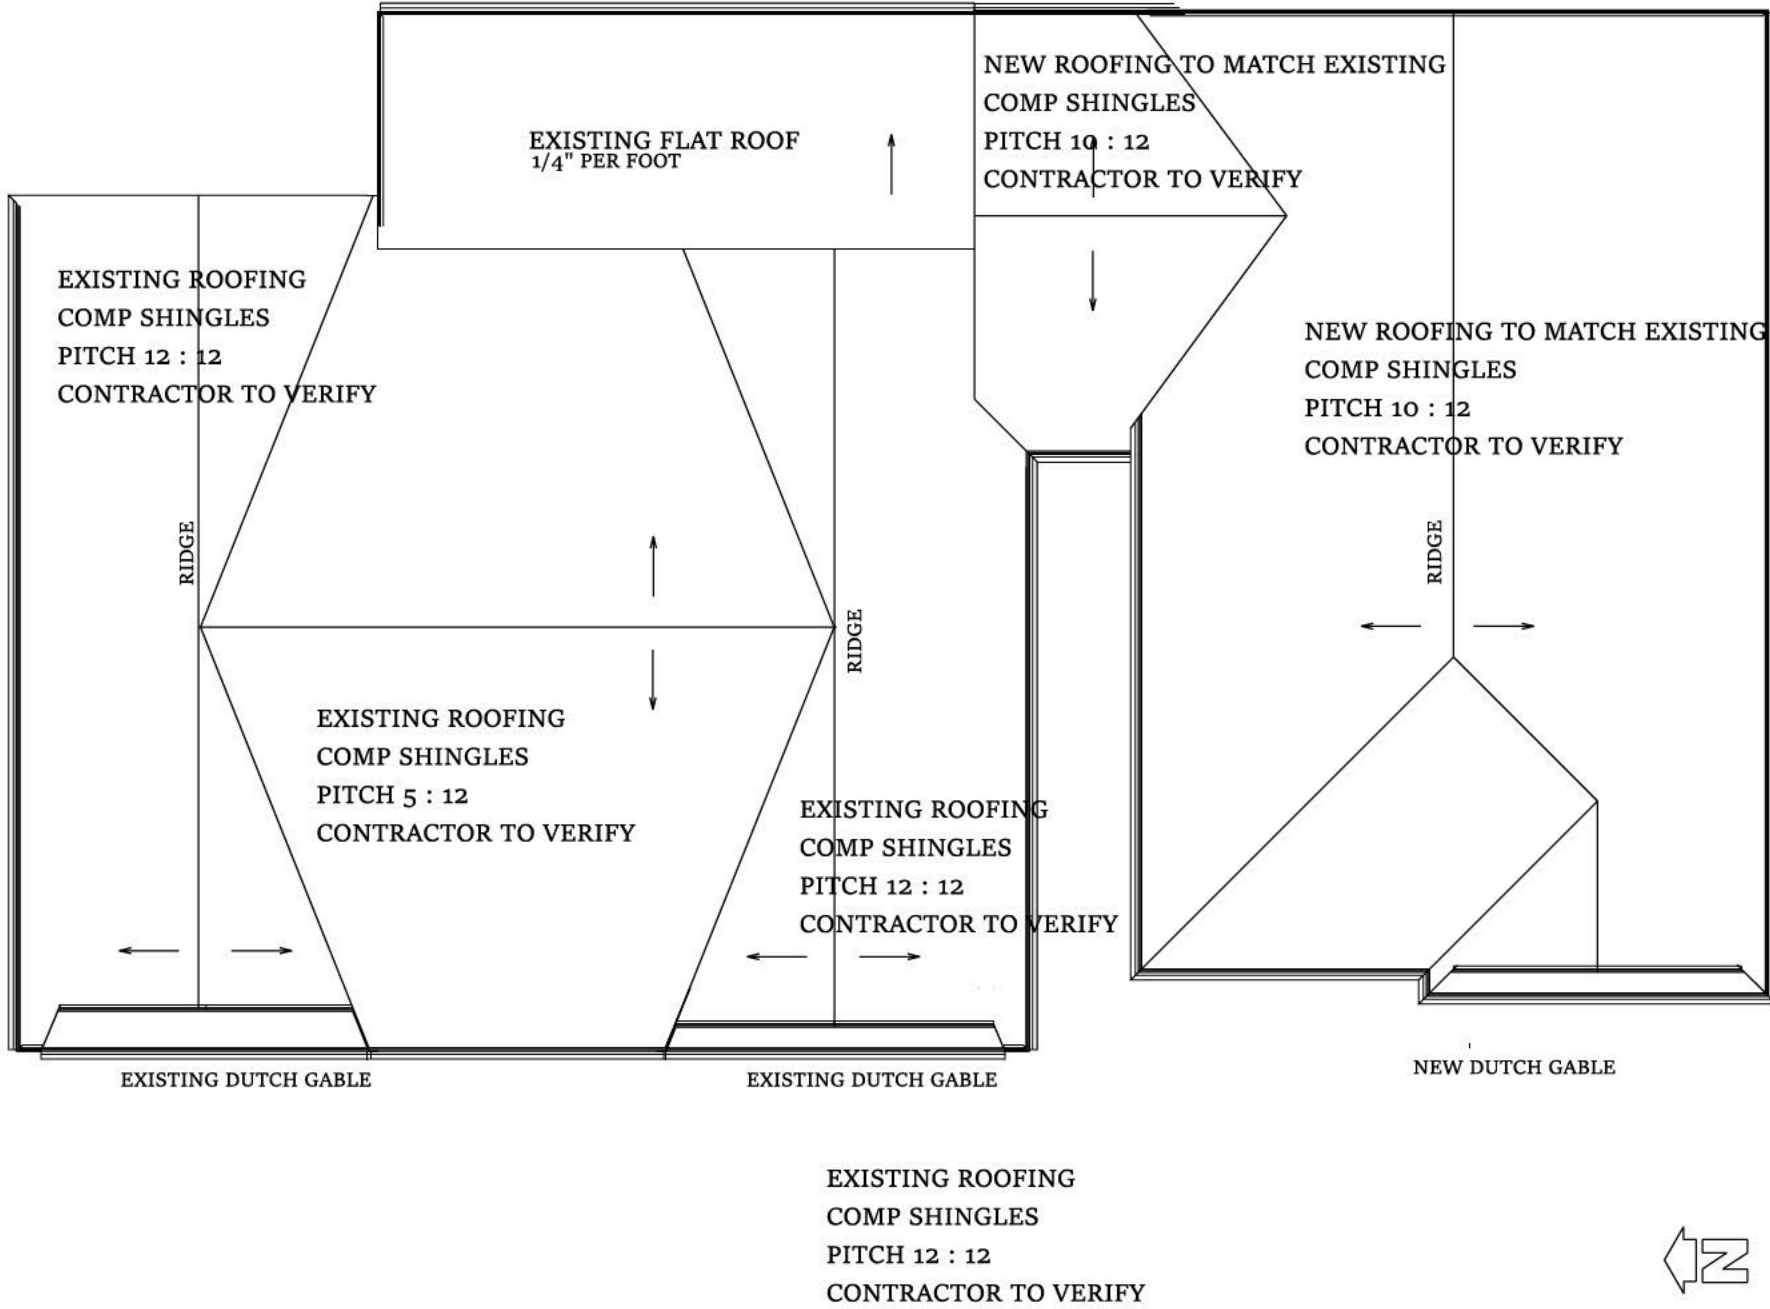 NEW ROOFING TO MATCH EXISTING
COMP SHINGLES
PITCH 10 : 12
CONTRACTOR TO VERIFY
EXISTING FLAT ROOF
1/4" PER FOOT
EXISTING ROOFING
COMP SHINGLES
PITCH 12 : 12
CONTRACTOR TO VERIFY
NEW ROOFING TO MATCH EXISTING
COMP SHINGLES
PITCH 10 : 12
CONTRACTOR TO VERIFY
RIDGE
RIDGE
RIDGE
EXISTING ROOFING
COMP SHINGLES
PITCH 5 : 12
CONTRACTOR TO VERIFY
EXISTING ROOFING
COMP SHINGLES
PITCH 12 : 12
CONTRACTOR TO VERIFY
EXISTING DUTCH GABLE
EXISTING DUTCH GABLE
NEW DUTCH GABLE
EXISTING ROOFING
COMP SHINGLES
PITCH 12 : 12
CONTRACTOR TO VERIFY
N